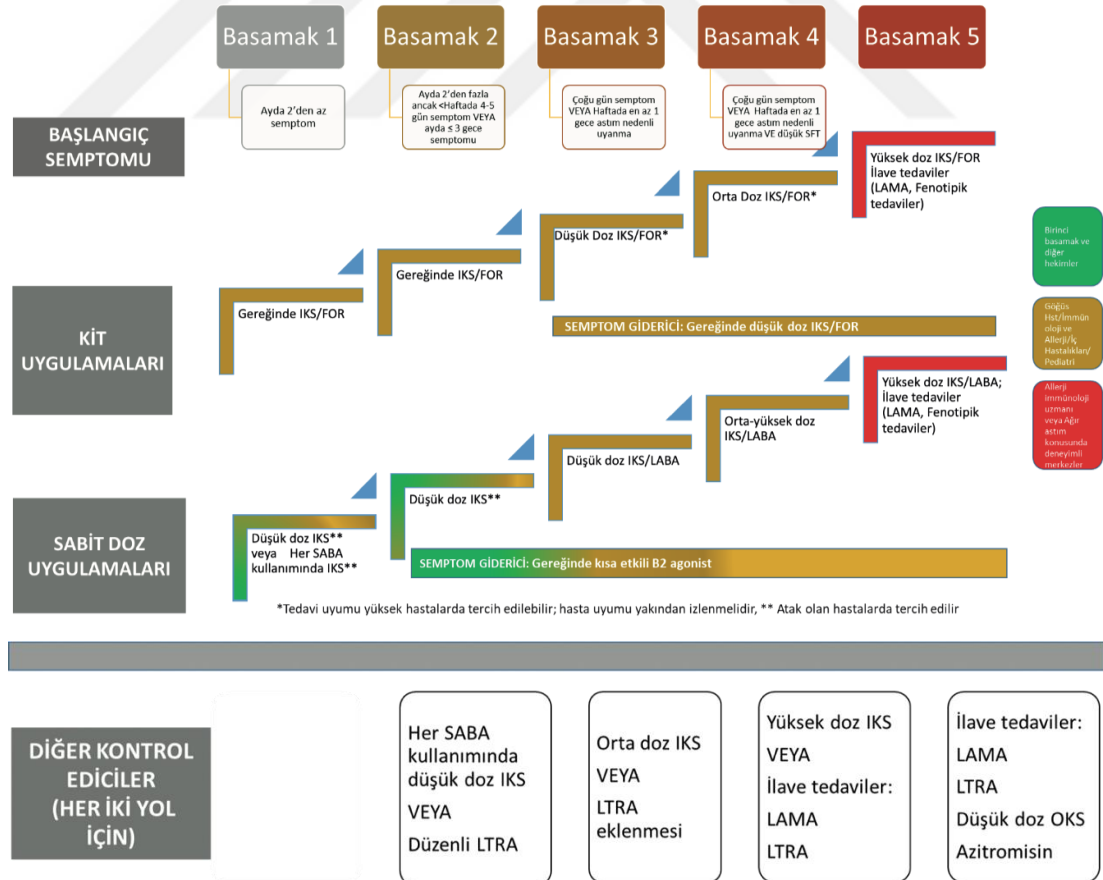 Basamak 1
Basamak 2
Basamak 3
Basamak 4
Basamak 5
BAŞLANGIÇ
SEMPTOMU
Ayda 2’den az
semptom
Ayda 2’den fazla
ancak <Haftada 4-5
gün semptom VEYA
ayda ≤ 3 gece
semptomu
Çoğu gün semptom
VEYA Haftada en az 1
gece astım nedenli
uyanma
Çoğu gün semptom
VEYA Haftada en az 1
gece astım nedenli
uyanma VE düşük SFT
KİT
UYGULAMALARI
Gereğinde IKS/FOR
Gereğinde IKS/FOR
Düşük Doz IKS/FOR*
Orta Doz IKS/FOR*
Yüksek doz IKS/FOR
İlave tedaviler
(LAMA, Fenotipik
tedaviler)
SEMPTOM GİDERİCİ: Gereğinde düşük doz IKS/FOR
Birinci
basamak ve
diğer
hekimler
Göğüs
Hst/İmmün
oloji ve
Allerji/İç
Hastalıkları/
Pediatri
Allerji
immünoloji
uzmanı
veya Ağır
astım
konusunda
deneyimli
merkezler
SABİT DOZ
UYGULAMALARI
Düşük doz IKS**
veya Her SABA
kullanımında IKS**
Düşük doz IKS**
Düşük doz IKS/LABA
Orta-yüksek doz
IKS/LABA
Yüksek doz IKS/LABA;
İlave tedaviler
(LAMA, Fenotipik
tedaviler)
SEMPTOM GİDERİCİ: Gereğinde kısa etkili B2 agonist
*Tedavi uyumu yüksek hastalarda tercih edilebilir; hasta uyumu yakından izlenmelidir, ** Atak olan hastalarda tercih edilir
DİĞER KONTROL
EDİCİLER
(HER İKİ YOL
İÇİN)
Her SABA
kullanımında
düşük doz IKS
VEYA
Düzenli LTRA
Orta doz IKS
VEYA
LTRA
eklenmesi
Yüksek doz IKS
VEYA
İlave tedaviler:
LAMA
LTRA
İlave tedaviler:
LAMA
LTRA
Düşük doz OKS
Azitromisin